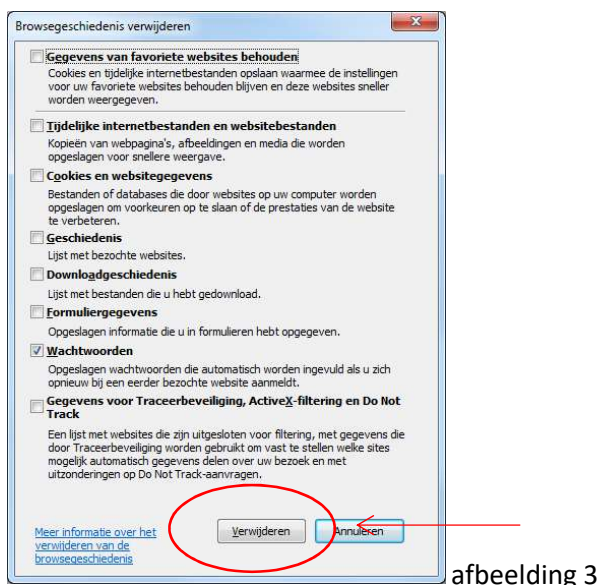 Browsegeschiedenis verwijderen
Gegevens van favoriete websites behouden
Cookies en tijdelijke internetbestanden opslaan waarmee de instellingen
voor uw favoriete websites behouden blijven en deze websites sneller
worden weergegeven.
Tijdelijke internetbestanden en websitebestanden
Kopieën van webpagina's, afbeeldingen en media die worden
opgeslagen voor snellere weergave.
Cookies en websitegegevens
Bestanden of databases die door websites op uw computer worden
opgeslagen om voorkeuren op te slaan of de prestaties van de website
te verbeteren.
Geschiedenis
Lijst met bezochte websites.
Downloadgeschiedenis
Lijst met bestanden die u hebt gedownload.
Formuliergegevens
Opgeslagen informatie die u in formulieren hebt opgegeven.
Wachtwoorden
Opgeslagen wachtwoorden die automatisch worden ingevuld als u zich
opnieuw bij een eerder bezochte website aanmeldt.
Gegevens voor Traceerbeveiliging, ActiveX-filtering en Do Not
Track
Een lijst met websites die zijn uitgesloten voor filtering, met gegevens die
door Traceerbeveiliging worden gebruikt om vast te stellen welke sites
mogelijk automatisch gegevens delen over uw bezoek en met
uitzonderingen op Do Not Track-aanvragen.
Meer informatie over het
verwijderen van de
browsegeschiedenis
Verwijderen
Annuleren
afbeelding 3